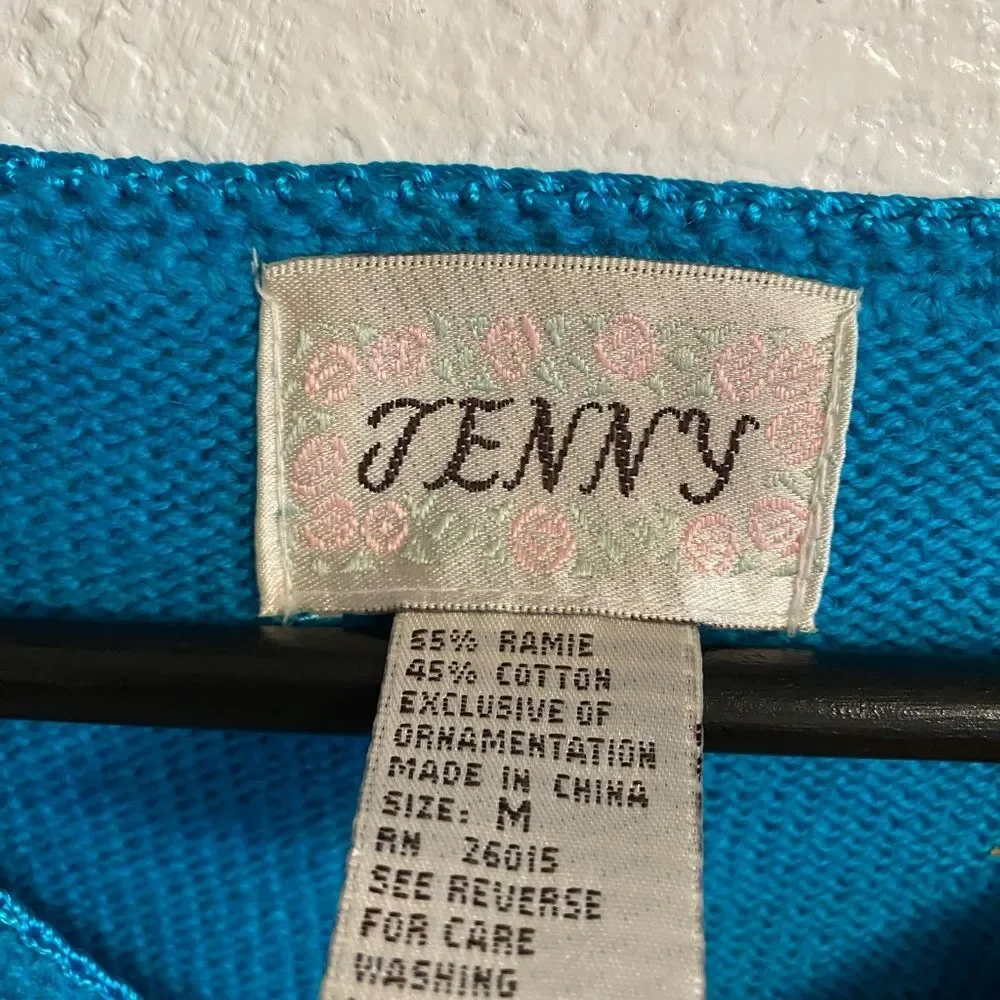 JENNY
55% RAMIE
45% COTTON
EXCLUSIVE OF
ORNAMENTATION
MADE IN CHINA
SIZE: M
RN 26015
SEE REVERSE
FOR CARE
WASHING